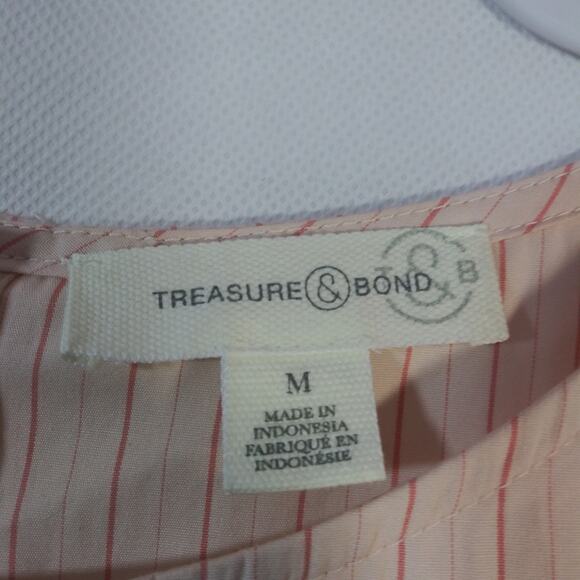 TREASURE & BOND
T & B
M
MADE IN
INDONESIA
FABRIQUÉ EN
INDONÉSIE